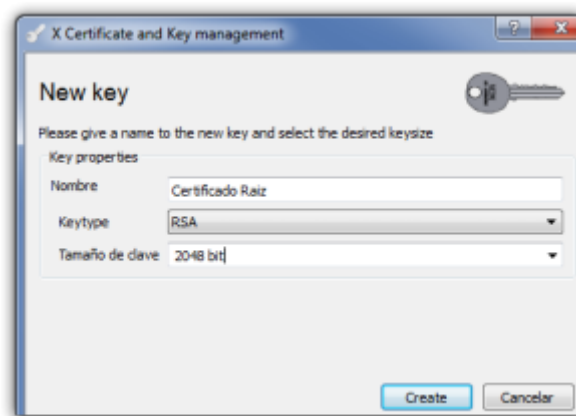 X Certificate and Key management
New key
Please give a name to the new key and select the desired keysize
Key properties
Nombre Certificado Raiz
Keytype RSA
Tamaño de clave 2048 bit
Create Cancelar